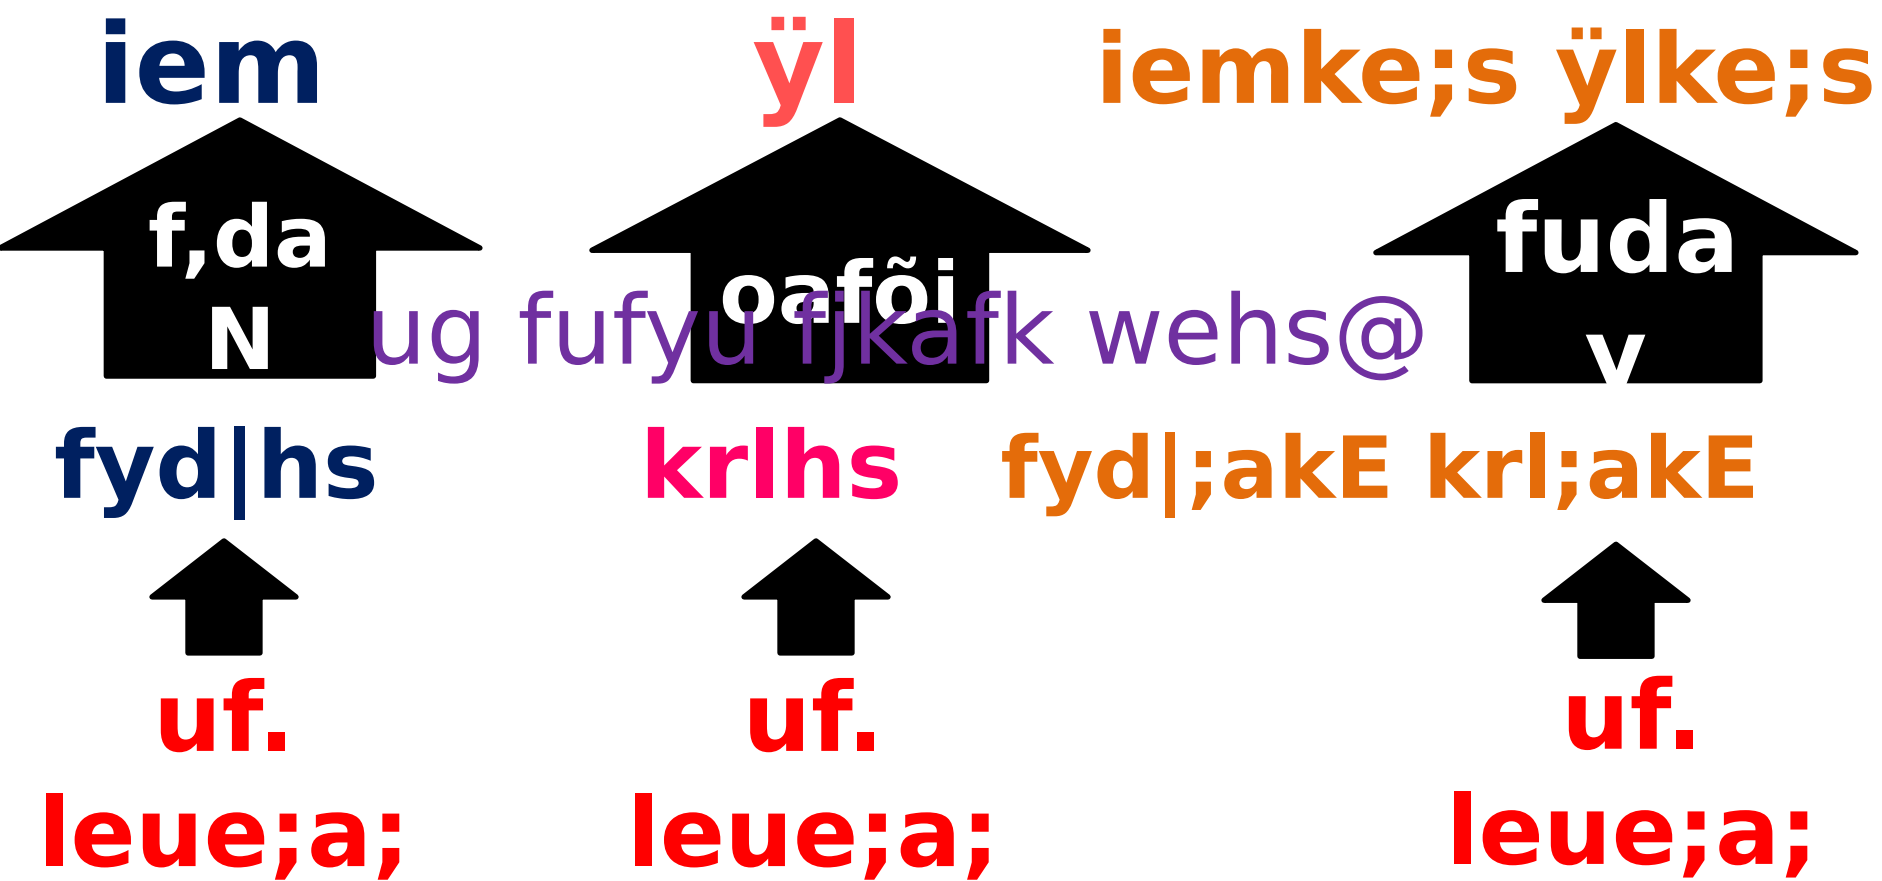 iem ÿl iemke;s ÿlke;s
f,da
N
oafõi
fuda
y
ug fufyu fjkafk wehs@
fyd|hs krlhs fyd|;akE krl;akE
uf.
leue;a;
uf.
leue;a;
uf.
leue;a;